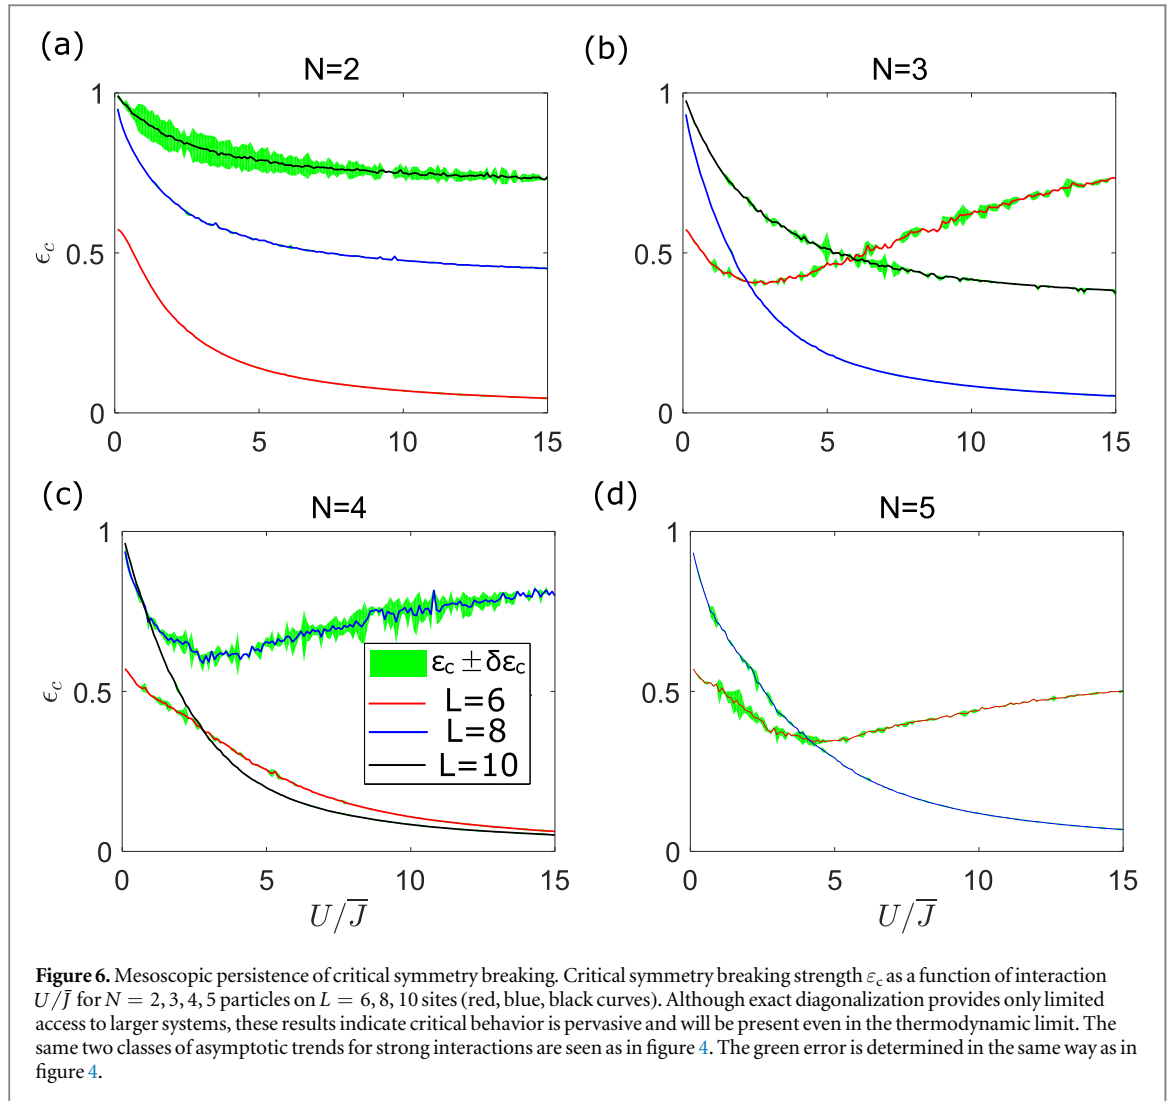 (a)
N=2
1
0.5
0
ϵc
0 5 10 15
(b)
N=3
1
0.5
0
0 5 10 15
(c)
N=4
1
0.5
0
ϵc
0 5 10 15
U/J̅
εc ± δεc
L=6
L=8
L=10
(d)
N=5
1
0.5
0
0 5 10 15
U/J̅
Figure 6. Mesoscopic persistence of critical symmetry breaking. Critical symmetry breaking strength εc as a function of interaction
U/J̅ for N = 2, 3, 4, 5 particles on L = 6, 8, 10 sites (red, blue, black curves). Although exact diagonalization provides only limited
access to larger systems, these results indicate critical behavior is pervasive and will be present even in the thermodynamic limit. The
same two classes of asymptotic trends for strong interactions are seen as in figure 4. The green error is determined in the same way as in
figure 4.